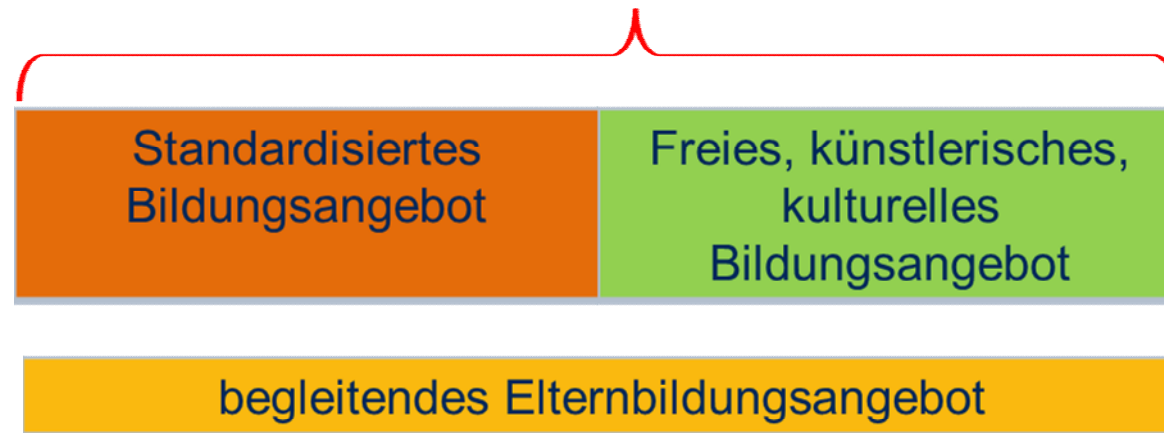 Standardisiertes
Bildungsangebot
Freies, künstlerisches,
kulturelles
Bildungsangebot
begleitendes Elternbildungsangebot